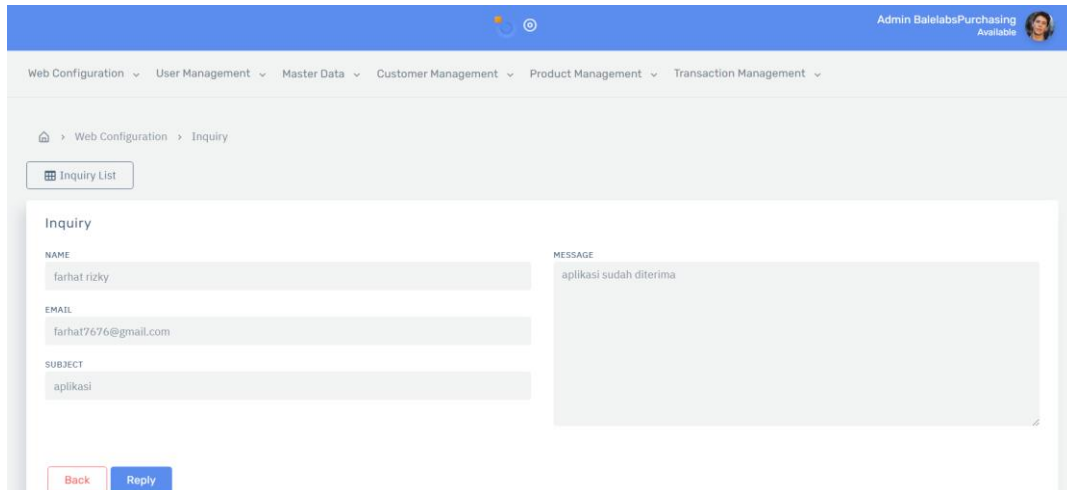 Admin BalelabsPurchasing
Available
Web Configuration User Management Master Data Customer Management Product Management Transaction Management
Web Configuration > Inquiry
Inquiry List
Inquiry
NAME
farhat rizky
EMAIL
farhat7676@gmail.com
SUBJECT
aplikasi
MESSAGE
aplikasi sudah diterima
Back Reply